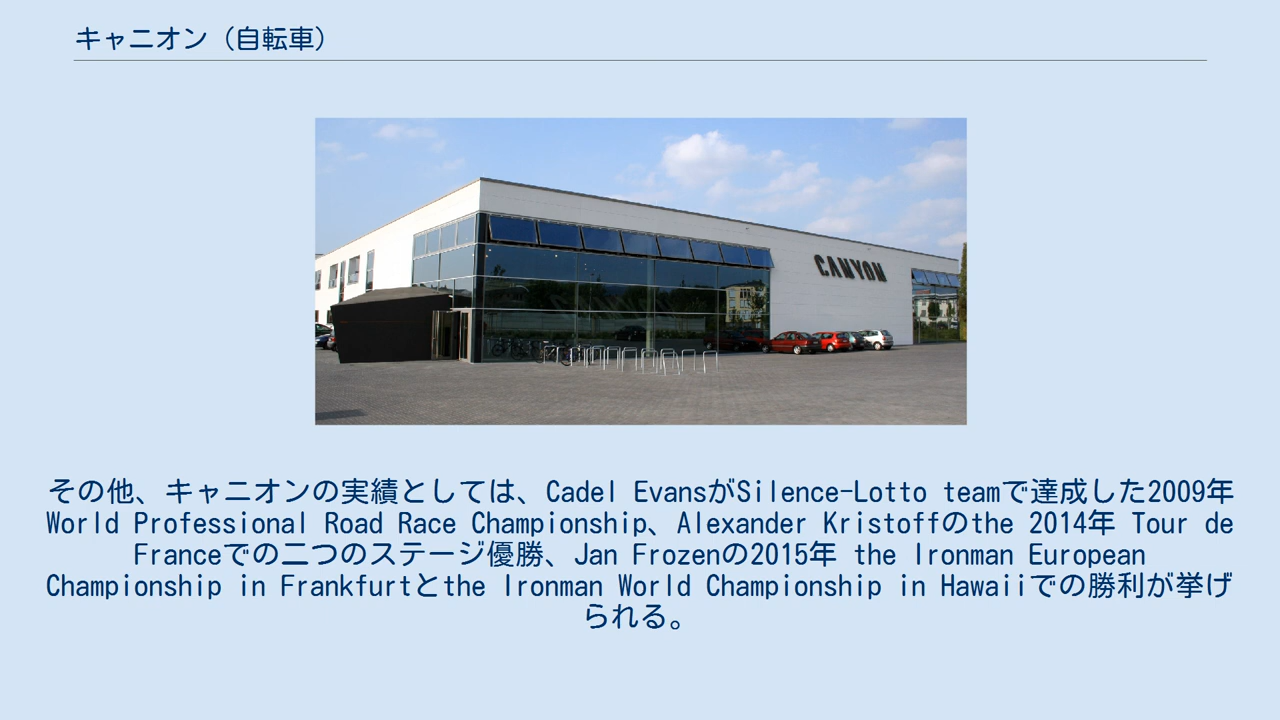 キャニオン（自転車）
CANYON
その他、キャニオンの実績としては、Cadel EvansがSilence-Lotto teamで達成した2009年
World Professional Road Race Championship、Alexander Kristoffのthe 2014年 Tour de
Franceでの二つのステージ優勝、Jan Frozenの2015年 the Ironman European
Championship in Frankfurtとthe Ironman World Championship in Hawaiiでの勝利が挙げ
られる。